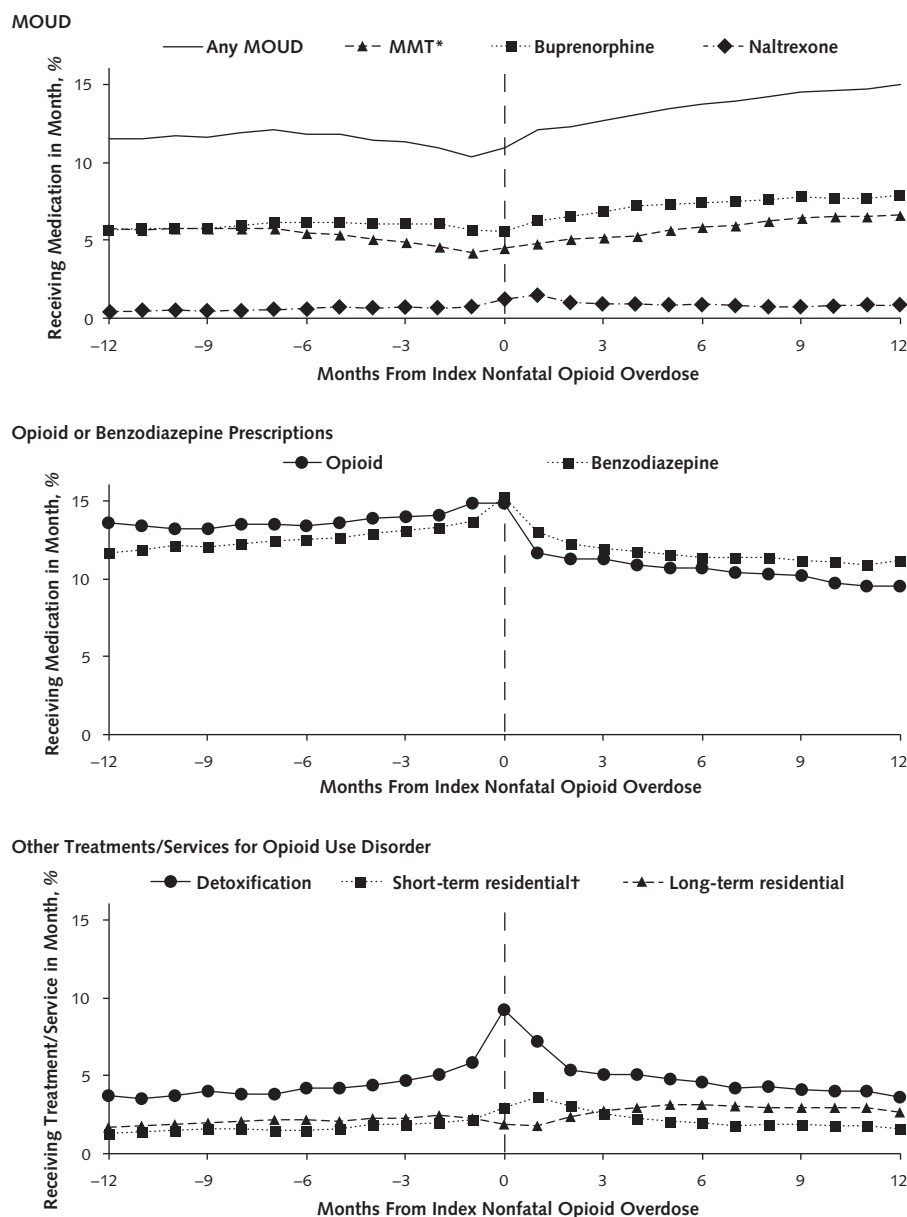 MOUD
Any MOUD MMT* Buprenorphine Naltrexone
Receiving Medication in Month, %
15
10
5
0
–12 –9 –6 –3 0 3 6 9 12
Months From Index Nonfatal Opioid Overdose
Opioid or Benzodiazepine Prescriptions
Opioid Benzodiazepine
Receiving Medication in Month, %
15
10
5
0
–12 –9 –6 –3 0 3 6 9 12
Months From Index Nonfatal Opioid Overdose
Other Treatments/Services for Opioid Use Disorder
Detoxification Short-term residential† Long-term residential
Receiving Treatment/Service in Month, %
15
10
5
0
–12 –9 –6 –3 0 3 6 9 12
Months From Index Nonfatal Opioid Overdose